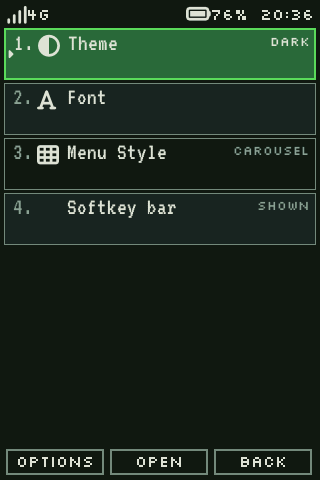 4G 76% 20:36
1. Theme DARK
2. Font
3. Menu Style CAROUSEL
4. Softkey bar SHOWN
OPTIONS OPEN BACK